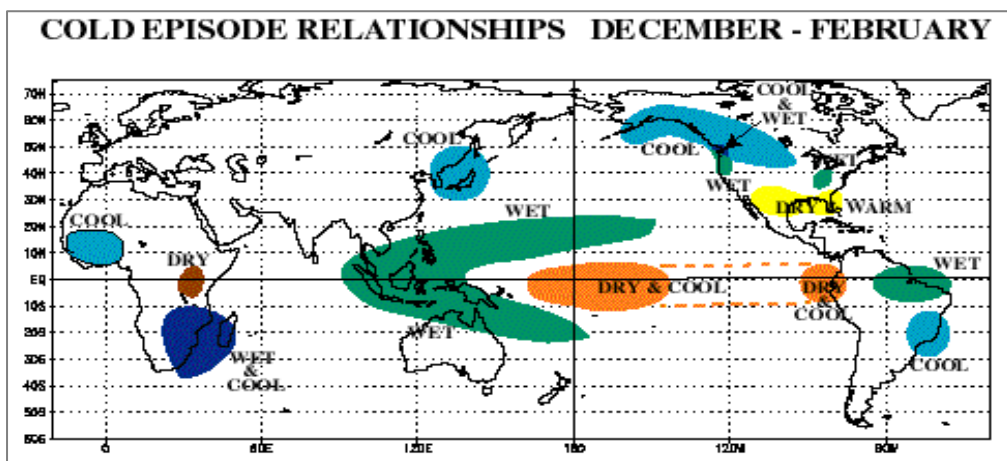 COLD EPISODE RELATIONSHIPS DECEMBER - FEBRUARY
70N
60N
50N
40N
30N
20N
10N
EQ
10S
20S
30S
40S
50S
60S
COOL
&
WET
COOL
COOL
WET
WET
COOL
WET
DRY & WARM
DRY
WET
DRY & COOL
DRY
&
COOL
WET
WET
&
COOL
COOL
0
60E
120E
180
120W
60W